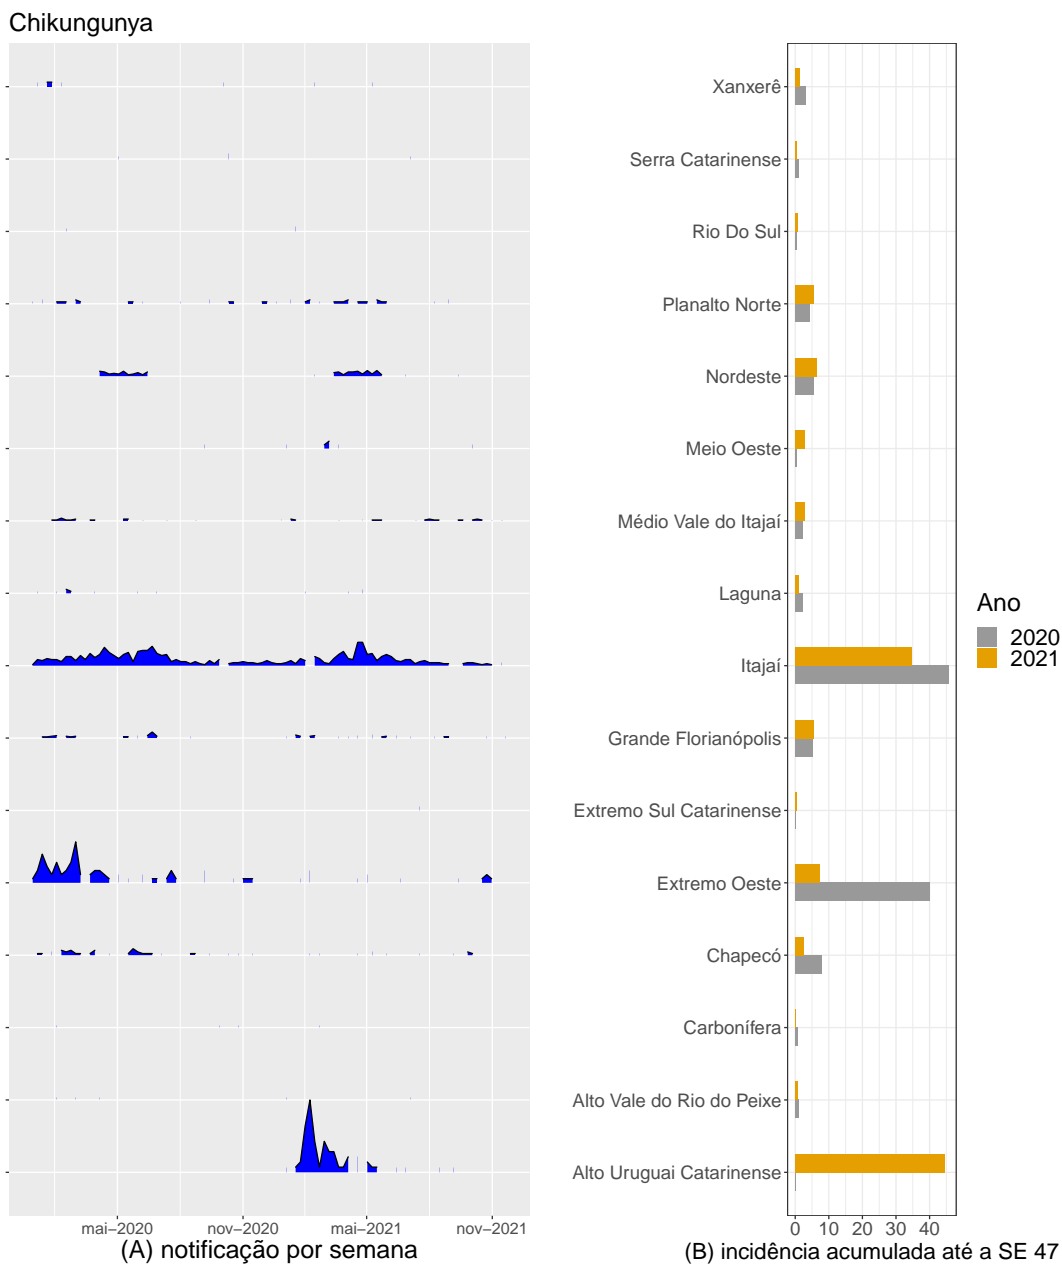 Chikungunya
Xanxerê
Serra Catarinense
Rio Do Sul
Planalto Norte
Nordeste
Meio Oeste
Médio Vale do Itajaí
Laguna
Itajaí
Grande Florianópolis
Extremo Sul Catarinense
Extremo Oeste
Chapecó
Carbonífera
Alto Vale do Rio do Peixe
Alto Uruguai Catarinense
Ano
2020
2021
mai–2020 nov–2020 mai–2021 nov–2021
(A) notificação por semana
0 10 20 30 40
(B) incidência acumulada até a SE 47